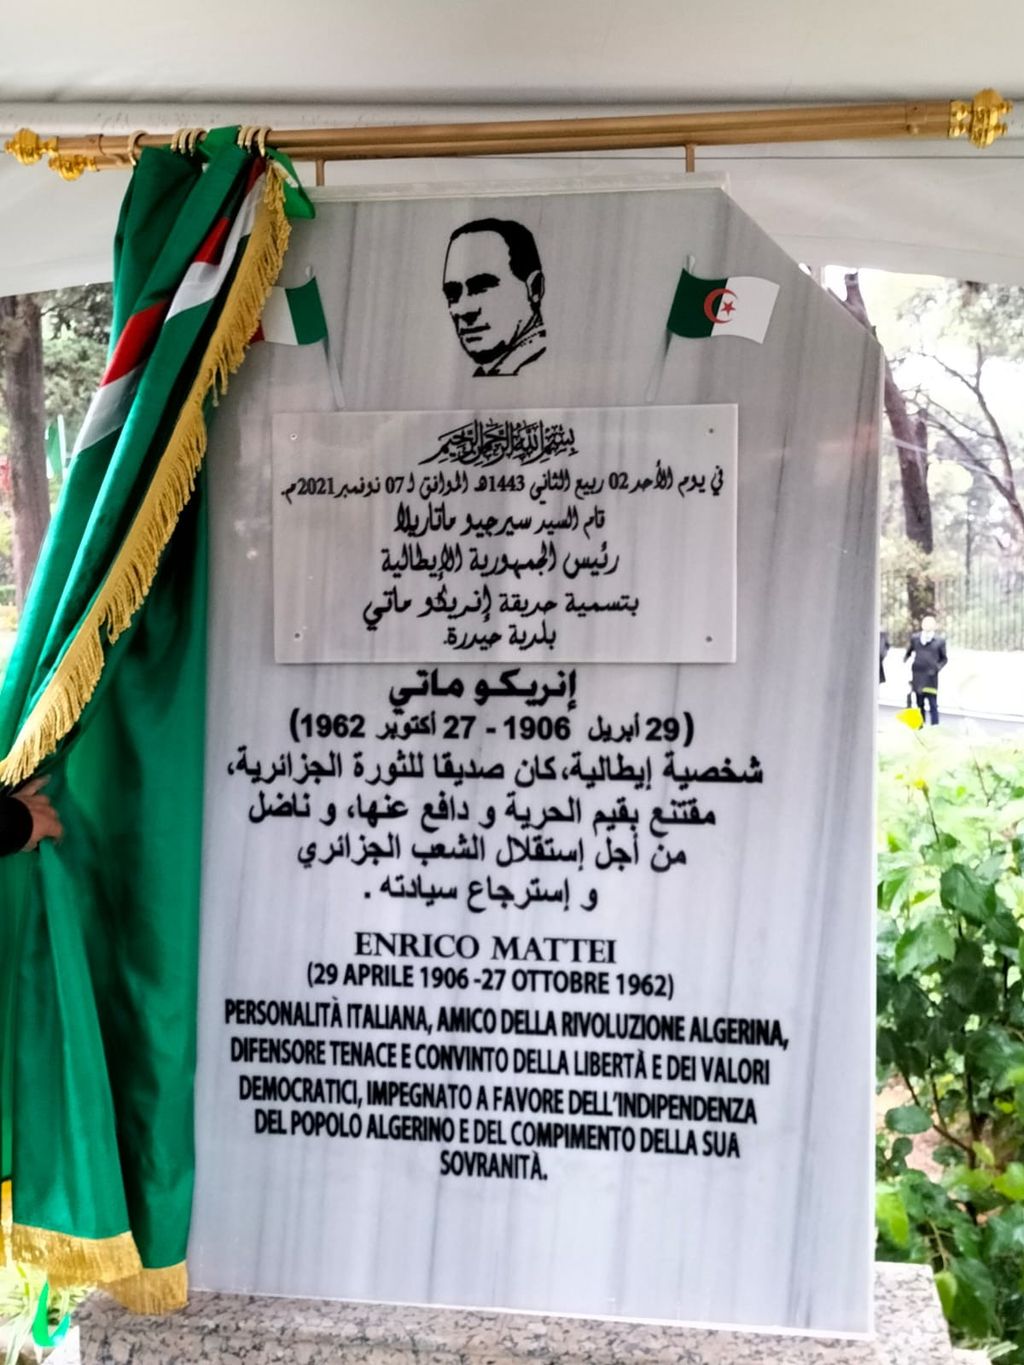 بسم الله الرحمن الرحيم
في يوم الأحد 02 ربيع الثاني 1443هـ الموافق لـ 07 نوفمبر 2021م.
قام السيد سيرجيو ماتاريلا
رئيس الجمهورية الإيطالية
بتسمية حديقة إنريكو ماتي
بلدية حيدرة.
إنريكو ماتي
(29 أبريل 1906 - 27 أكتوبر 1962)
شخصية إيطالية، كان صديقا للثورة الجزائرية،
مقتنع بقيم الحرية و دافع عنها، و ناضل
من أجل إستقلال الشعب الجزائري
و إسترجاع سيادته .
ENRICO MATTEI
(29 APRILE 1906 -27 OTTOBRE 1962)
PERSONALITÀ ITALIANA, AMICO DELLA RIVOLUZIONE ALGERINA,
DIFENSORE TENACE E CONVINTO DELLA LIBERTÀ E DEI VALORI
DEMOCRATICI, IMPEGNATO A FAVORE DELL'INDIPENDENZA
DEL POPOLO ALGERINO E DEL COMPIMENTO DELLA SUA
SOVRANITÀ.